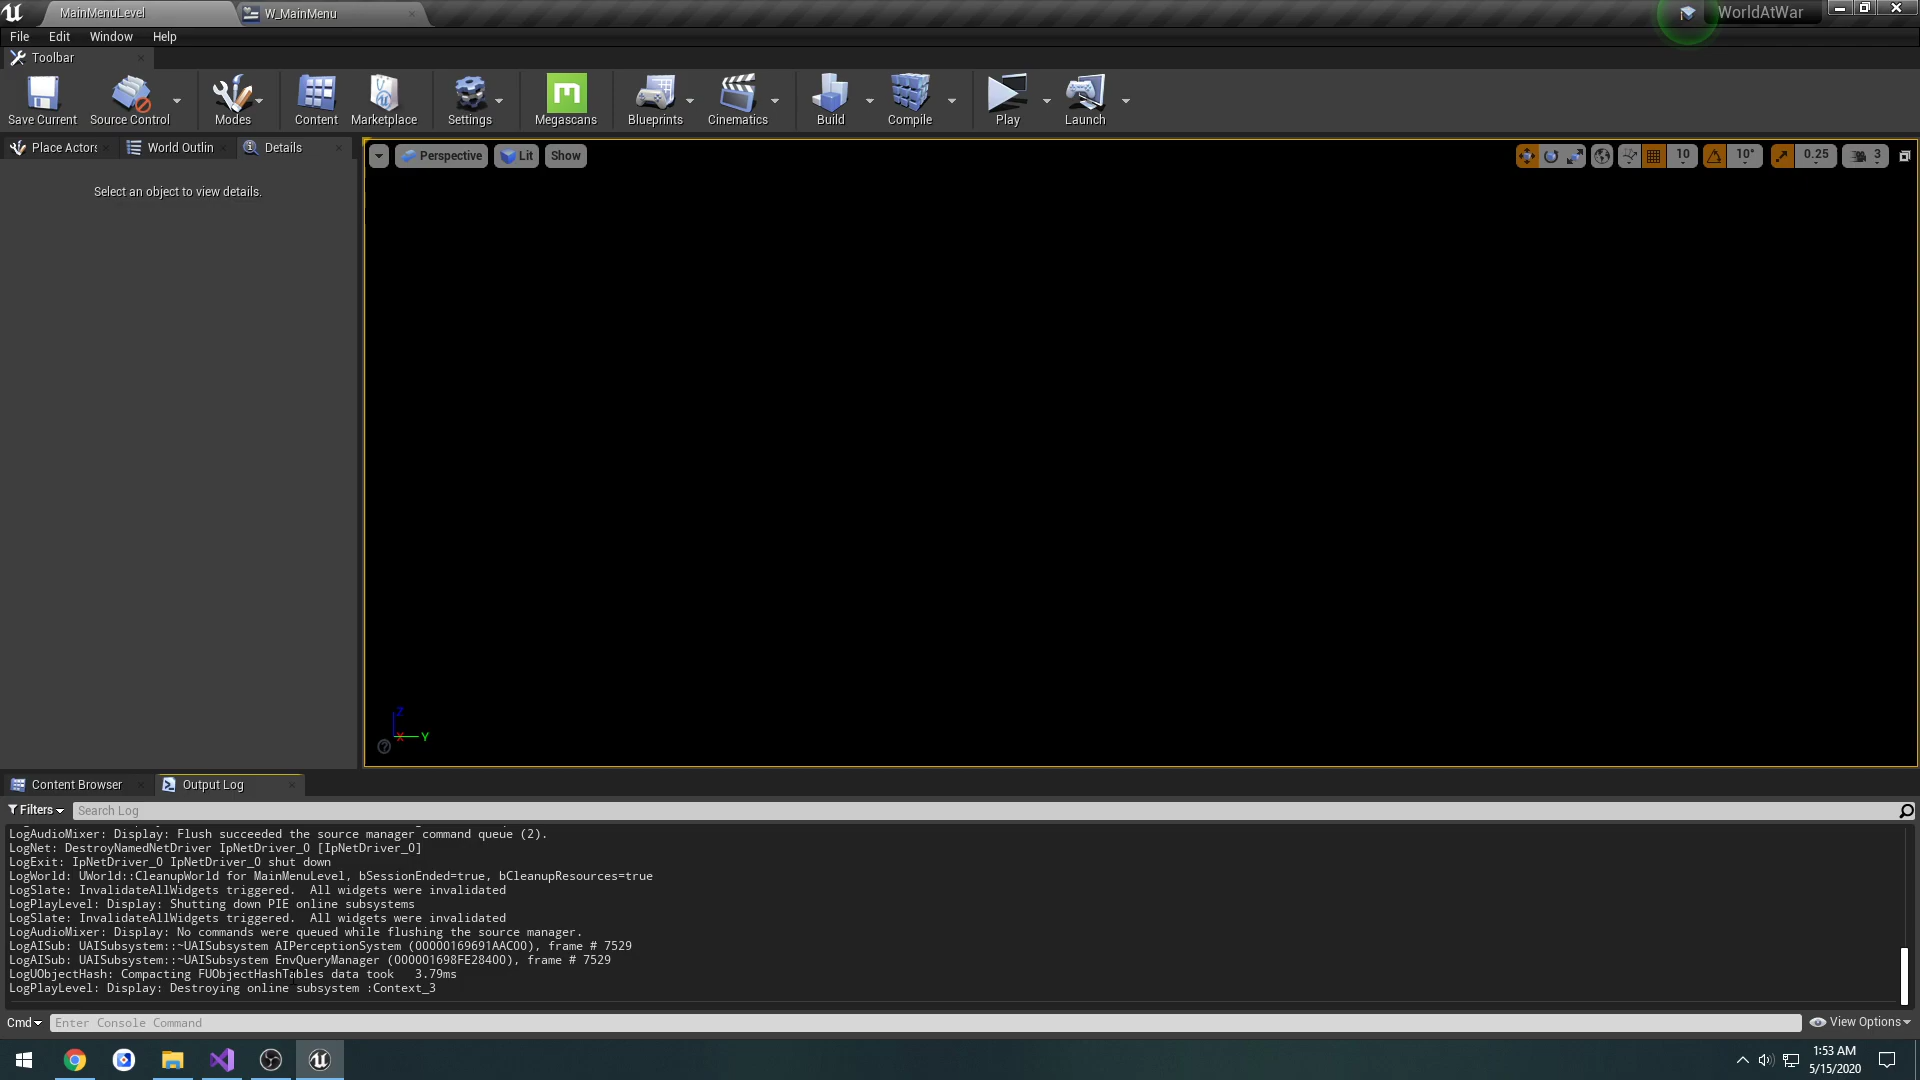 MainMenuLevel
W_MainMenu
WorldAtWar
File Edit Window Help
Toolbar
Save Current
Source Control
Modes
Content
Marketplace
Settings
Megascans
Blueprints
Cinematics
Build
Compile
Play
Launch
Place Actors
World Outlin
Details
Select an object to view details.
Perspective
Lit
Show
10
10°
0.25
3
Z
X
Y
Content Browser
Output Log
Filters
Search Log
LogAudioMixer: Display: Flush succeeded the source manager command queue (2).
LogNet: DestroyNamedNetDriver IpNetDriver_0 [IpNetDriver_0]
LogExit: IpNetDriver_0 IpNetDriver_0 shut down
LogWorld: UWorld::CleanupWorld for MainMenuLevel, bSessionEnded=true, bCleanupResources=true
LogSlate: InvalidateAllWidgets triggered.  All widgets were invalidated
LogPlayLevel: Display: Shutting down PIE online subsystems
LogSlate: InvalidateAllWidgets triggered.  All widgets were invalidated
LogAudioMixer: Display: No commands were queued while flushing the source manager.
LogAISub: UAISubsystem::~UAISubsystem AIPerceptionSystem (00000169691AAC00), frame # 7529
LogAISub: UAISubsystem::~UAISubsystem EnvQueryManager (000001698FE28400), frame # 7529
LogUObjectHash: Compacting FUObjectHashTables data took   3.79ms
LogPlayLevel: Display: Destroying online subsystem :Context_3
Cmd
Enter Console Command
View Options
1:53 AM
5/15/2020